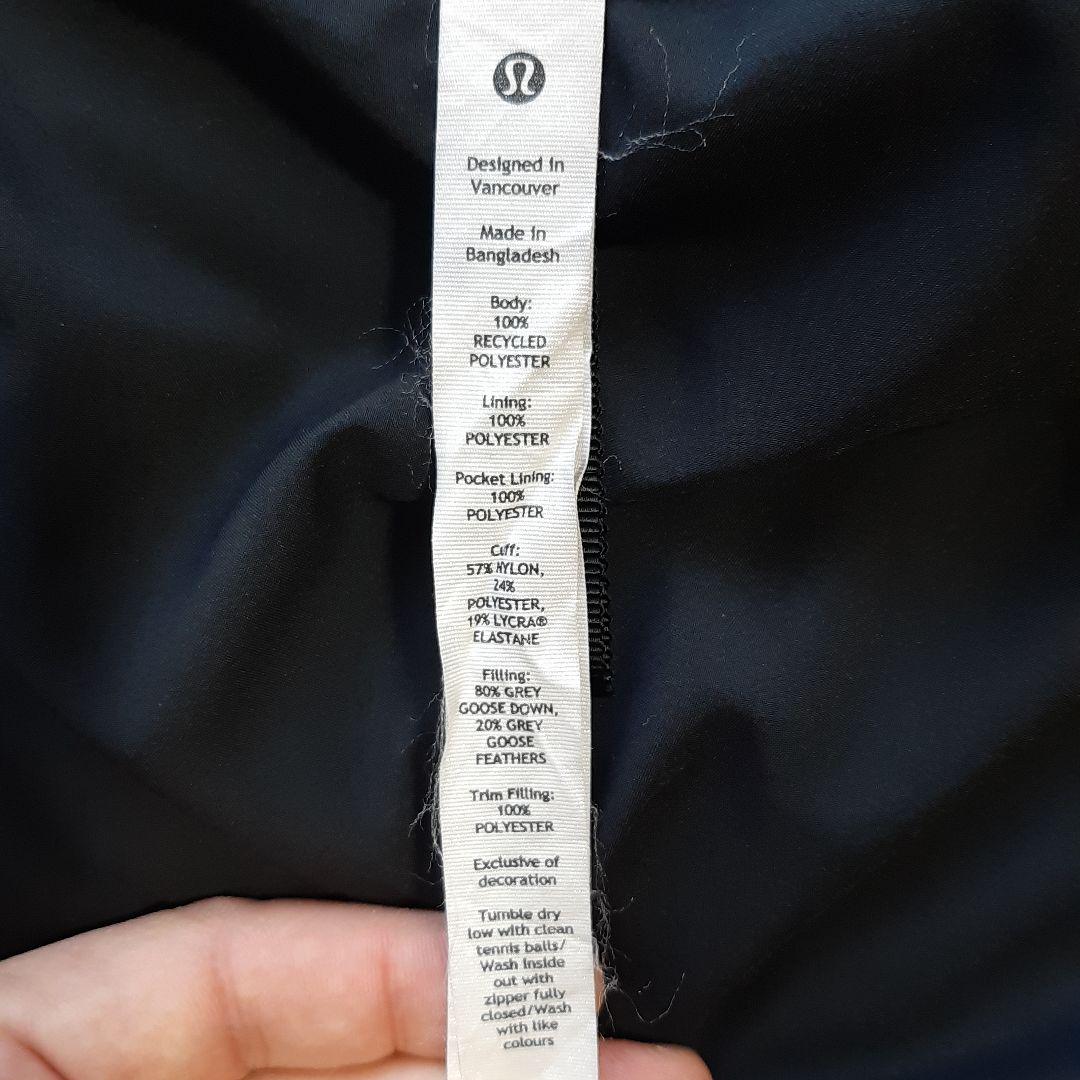 Designed in
Vancouver
Made in
Bangladesh
Body:
100%
RECYCLED
POLYESTER
Lining:
100%
POLYESTER
Pocket Lining:
100%
POLYESTER
Cuff:
57% NYLON,
24%
POLYESTER,
19% LYCRA®
ELASTANE
Filling:
80% GREY
GOOSE DOWN,
20% GREY
GOOSE
FEATHERS
Trim Filling:
100%
POLYESTER
Exclusive of
decoration
Tumble dry
low with clean
tennis balls/
Wash inside
out with
zipper fully
closed/Wash
with like
colours